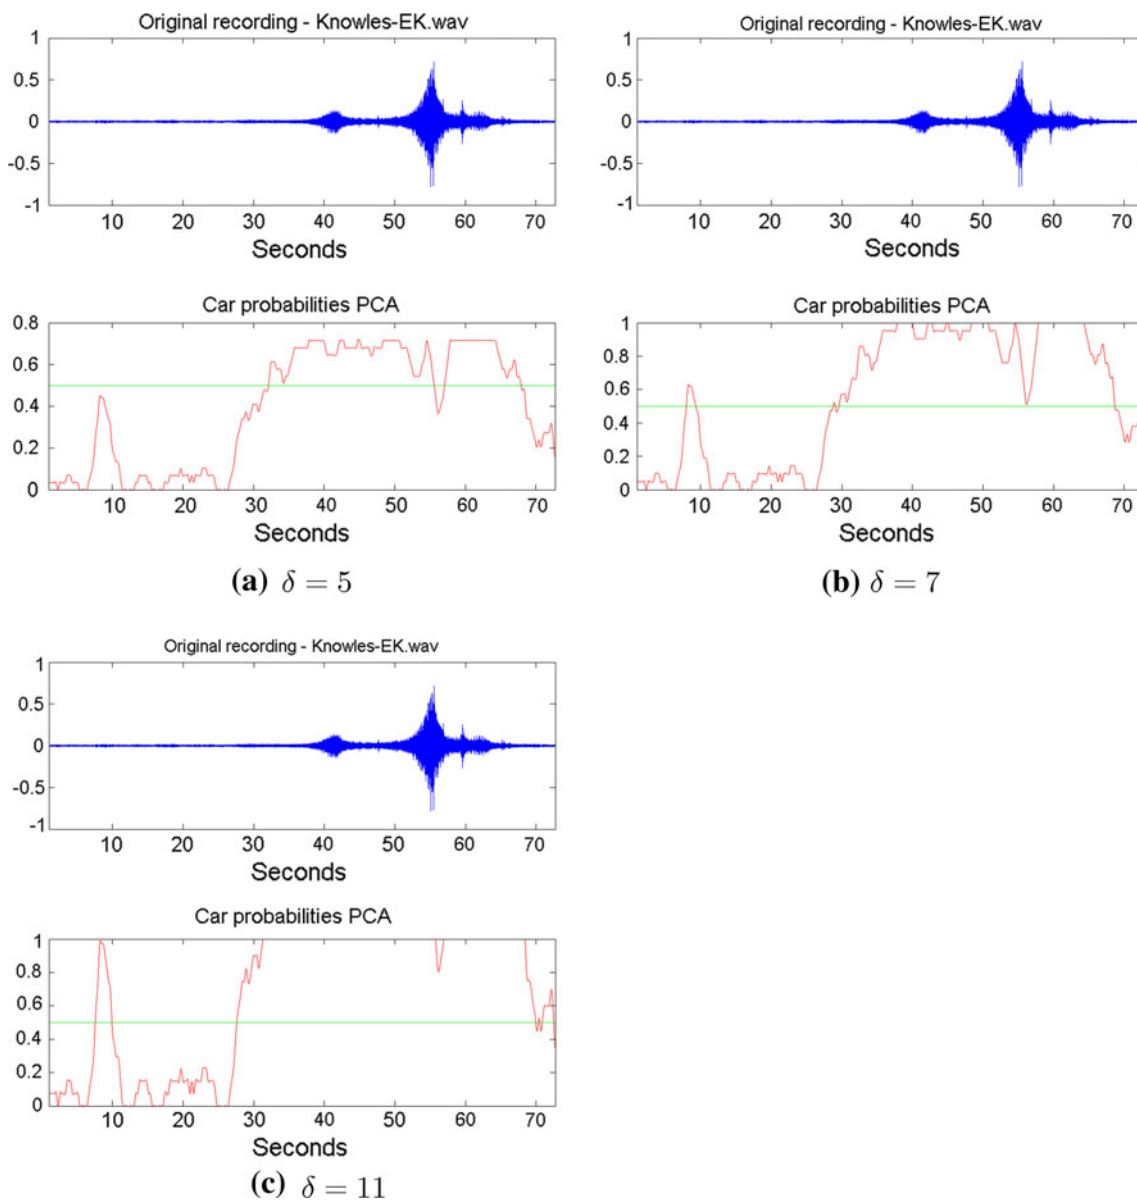 Original recording - Knowles-EK.wav
1
0.5
0
-0.5
-1
10 20 30 40 50 60 70
Seconds
Car probabilities PCA
0.8
0.6
0.4
0.2
0
10 20 30 40 50 60 70
Seconds
(a) δ = 5
Original recording - Knowles-EK.wav
1
0.5
0
-0.5
-1
10 20 30 40 50 60 70
Seconds
Car probabilities PCA
1
0.8
0.6
0.4
0.2
0
10 20 30 40 50 60 70
Seconds
(b) δ = 7
Original recording - Knowles-EK.wav
1
0.5
0
-0.5
-1
10 20 30 40 50 60 70
Seconds
Car probabilities PCA
1
0.8
0.6
0.4
0.2
0
10 20 30 40 50 60 70
Seconds
(c) δ = 11